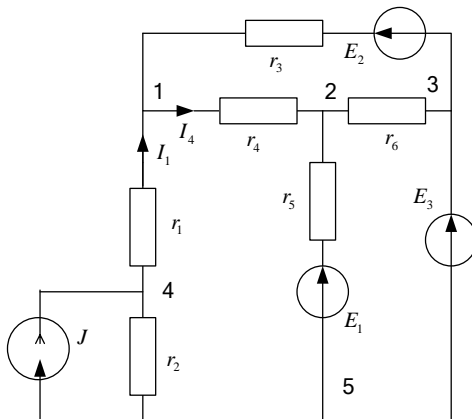 E₂
r₃
1
2
3
I₄
r₄
r₆
I₁
r₅
E₃
r₁
4
J
r₂
E₁
5